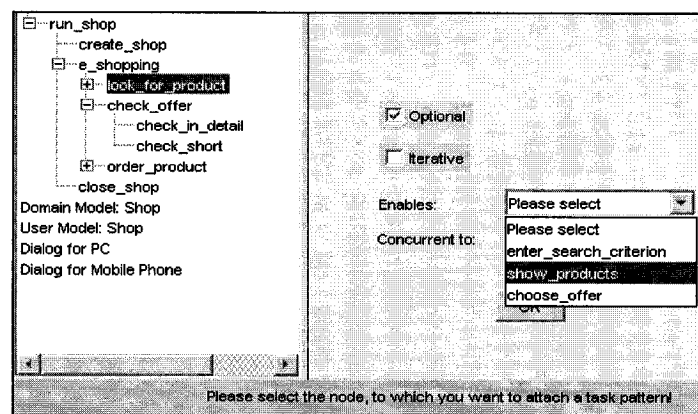 run_shop
create_shop
e_shopping
look_for_product
check_offer
check_in_detail
check_short
order_product
close_shop
Domain Model: Shop
User Model: Shop
Dialog for PC
Dialog for Mobile Phone
Optional
Iterative
Enables:
Please select
Concurrent to:
Please select
enter_search_criterion
show_products
choose_offer
OK
Please select the node, to which you want to attach a task pattern!